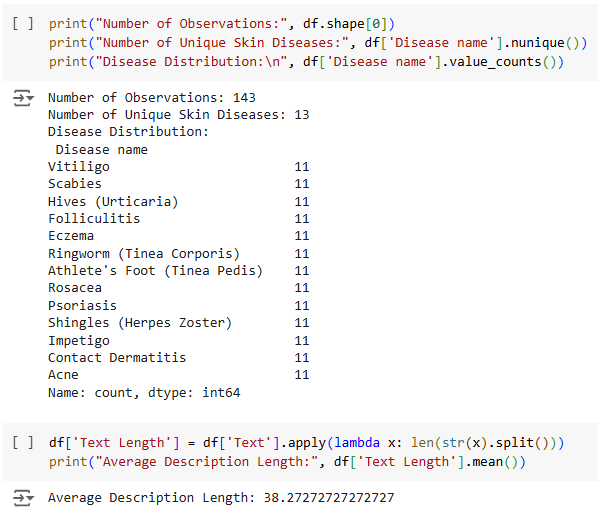 [ ] print("Number of Observations:", df.shape[0])
print("Number of Unique Skin Diseases:", df['Disease name'].nunique())
print("Disease Distribution:\n", df['Disease name'].value_counts())
Number of Observations: 143
Number of Unique Skin Diseases: 13
Disease Distribution:
Disease name
Vitiligo 11
Scabies 11
Hives (Urticaria) 11
Folliculitis 11
Eczema 11
Ringworm (Tinea Corporis) 11
Athlete's Foot (Tinea Pedis) 11
Rosacea 11
Psoriasis 11
Shingles (Herpes Zoster) 11
Impetigo 11
Contact Dermatitis 11
Acne 11
Name: count, dtype: int64
[ ] df['Text Length'] = df['Text'].apply(lambda x: len(str(x).split()))
print("Average Description Length:", df['Text Length'].mean())
Average Description Length: 38.27272727272727